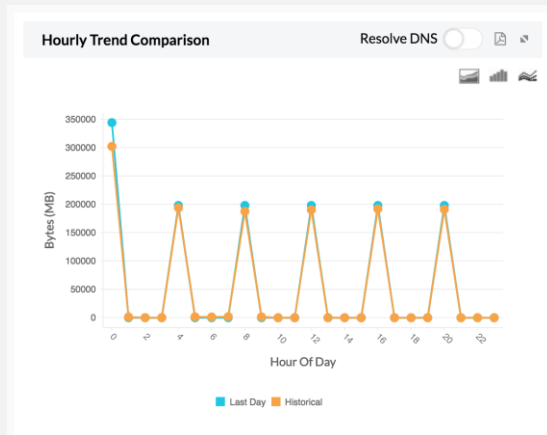 Hourly Trend Comparison Resolve DNS
350000
300000
250000
200000
150000
100000
50000
0
Bytes (MB)
0 2 4 6 8 10 12 14 16 18 20 22
Hour Of Day
Last Day Historical